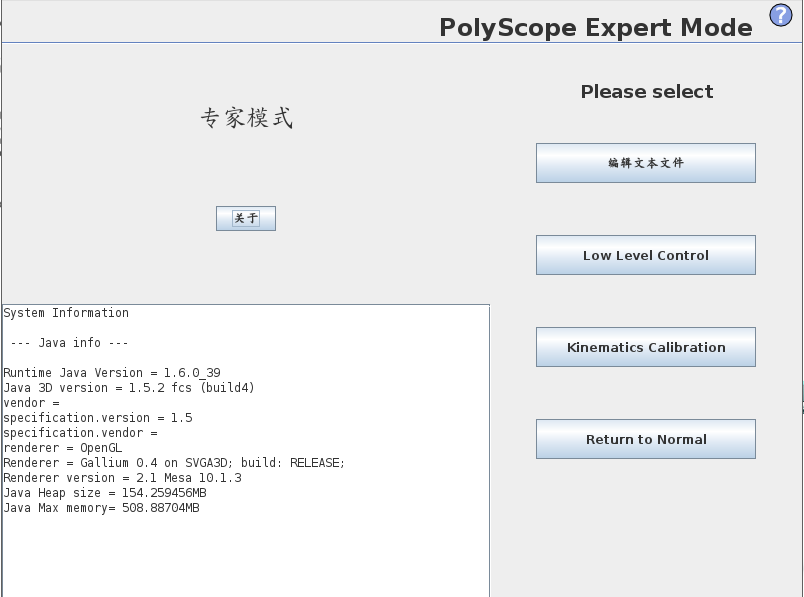 PolyScope Expert Mode
?
专家模式
关于
Please select
编辑文本文件
Low Level Control
Kinematics Calibration
Return to Normal
System Information
--- Java info ---
Runtime Java Version = 1.6.0_39
Java 3D version = 1.5.2 fcs (build4)
vendor =
specification.version = 1.5
specification.vendor =
renderer = OpenGL
Renderer = Gallium 0.4 on SVGA3D; build: RELEASE;
Renderer version = 2.1 Mesa 10.1.3
Java Heap size = 154.259456MB
Java Max memory= 508.88704MB